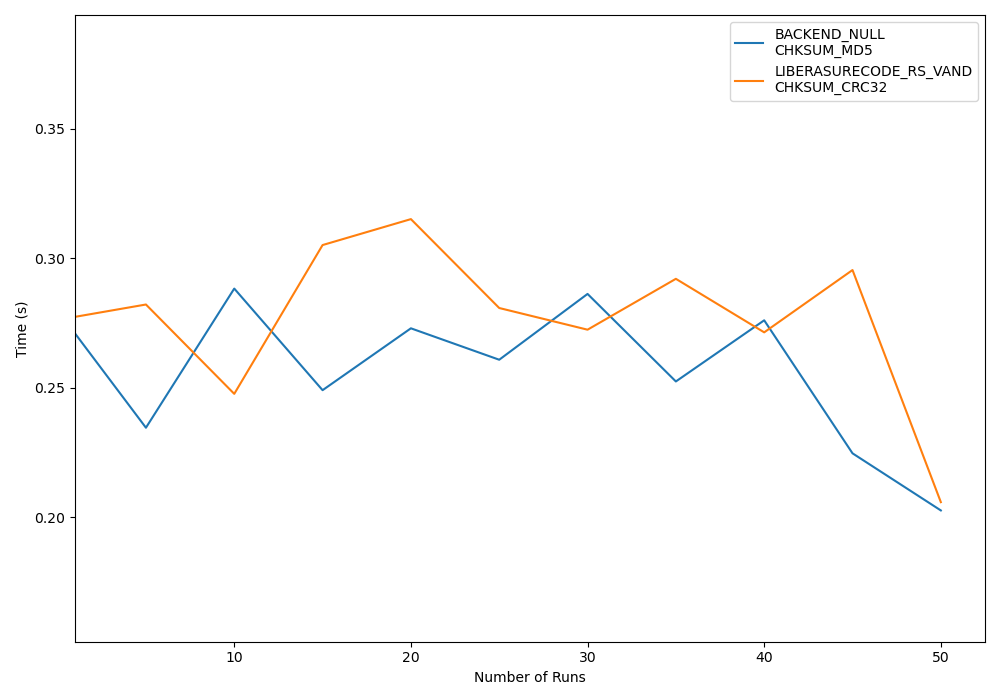 BACKEND_NULL
CHKSUM_MD5
LIBERASURECODE_RS_VAND
CHKSUM_CRC32
0.35
0.30
0.25
0.20
Time (s)
10 20 30 40 50
Number of Runs